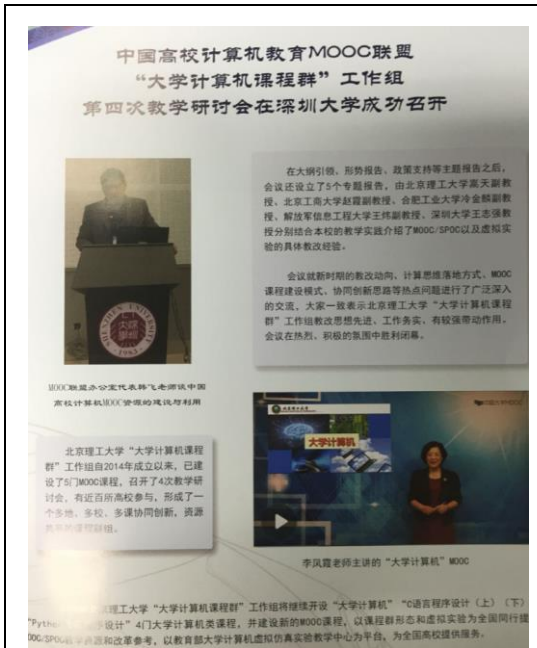 中国高校计算机教育MOOC联盟
“大学计算机课程群”工作组
第四次教学研讨会在深圳大学成功召开
在大纲引领、形势报告、政策支持等主题报告之后，
会议还设立了5个专题报告，由北京理工大学高天副教
授、北京工商大学赵霞副教授、合肥工业大学冷金麟副教
授、解放军信息工程大学王炜副教授、深圳大学王志强教
授分别结合本校的教学实践介绍了MOOC/SPOC以及虚拟实
验的具体教改经验。
会议就新时期的教改动向、计算思维落地方式、MOOC
课程建设模式、协同创新思路等热点问题进行了广泛深入
的交流，大家一致表示北京理工大学“大学计算机课程
群”工作组教改思想先进、工作务实、有较强带动作用。
会议在热烈、积极的氛围中胜利闭幕。
SHENZHEN UNIVERSITY
1983
MOOC联盟办公室代表韩飞老师谈中国
高校计算机MOOC资源的建设与利用
北京理工大学“大学计算机课程
群”工作组自2014年成立以来，已建
设了5门MOOC课程，召开了4次教学研
讨会，有近百所高校参与，形成了一
个多地、多校、多课协同创新，资源
共享的课程群组。
大学计算机
李凤霞老师主讲的“大学计算机”MOOC
京理工大学“大学计算机课程群”工作组将继续开设“大学计算机”“C语言程序设计（上）（下）
“Python 设计”4门大学计算机类课程，并建设新的MOOC课程，以课程群形态和虚拟实验为全国同行提
OOC/SPOC教学资源和改革参考，以教育部大学计算机虚拟仿真实验教学中心为平台，为全国高校提供服务。